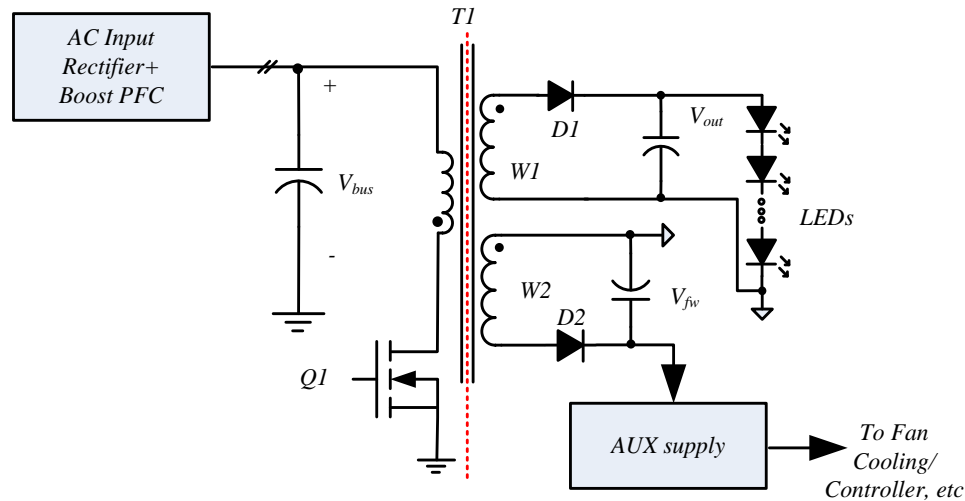 T1
AC Input
Rectifier+
Boost PFC
+
V_bus
-
Q1
D1
W1
V_out
LEDs
W2
D2
V_fw
AUX supply
To Fan
Cooling/
Controller, etc